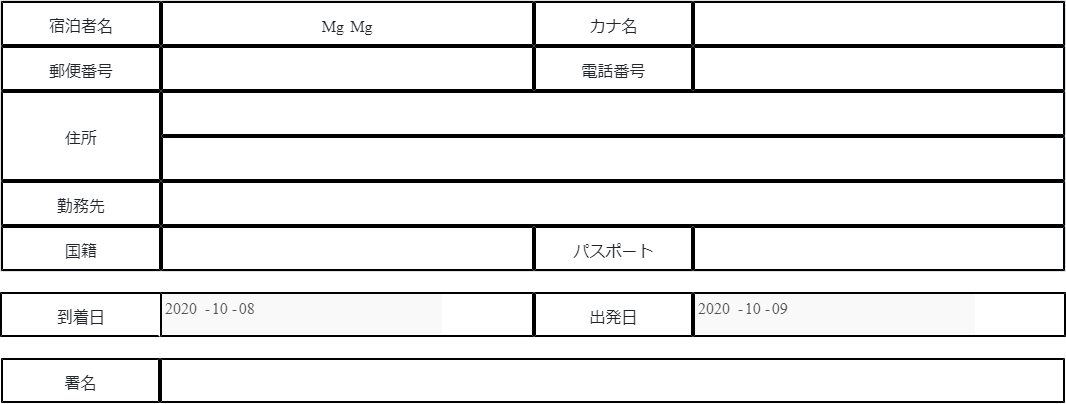 宿泊者名 Mg Mg カナ名
郵便番号 電話番号
住所
勤務先
国籍 パスポート
到着日 2020 -10 -08 出発日 2020 -10 -09
署名